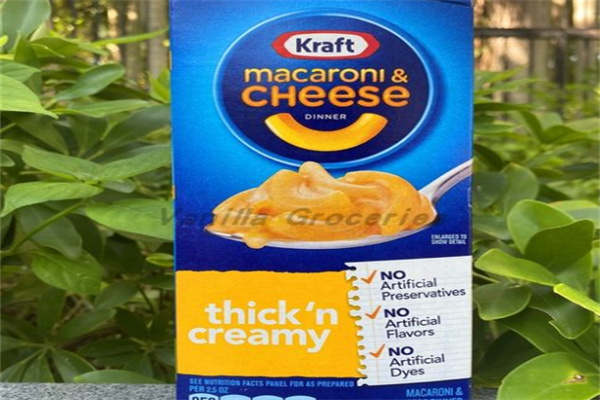 Kraft
macaroni &
CHEESE
DINNER
Vanilla Groceries
ENLARGED TO
SHOW DETAIL
thick 'n
creamy
NO
Artificial
Preservatives
NO
Artificial
Flavors
NO
Artificial
Dyes
SEE NUTRITION FACTS PANEL FOR AS PREPARED
PER 2.5 OZ
MACARONI &